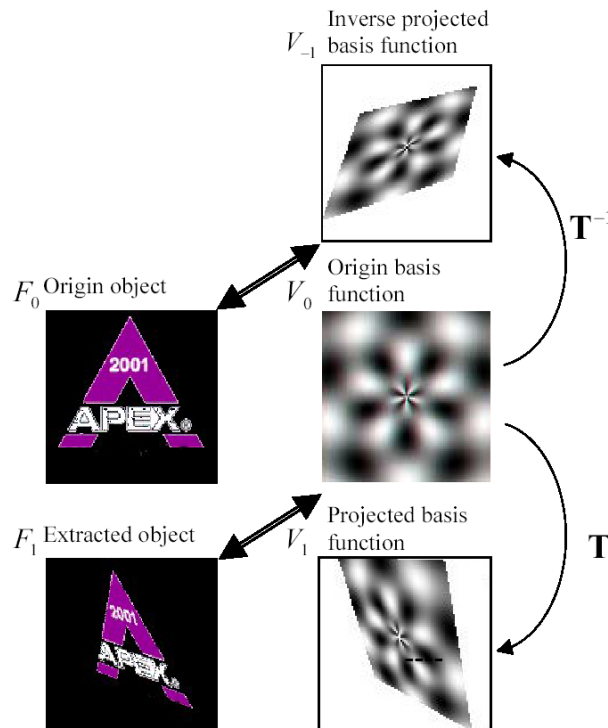 V₋₁ Inverse projected
basis function
T⁻¹
F₀ Origin object
V₀ Origin basis
function
2001
APEX®
F₁ Extracted object
V₁ Projected basis
function
T
2001
APEX®